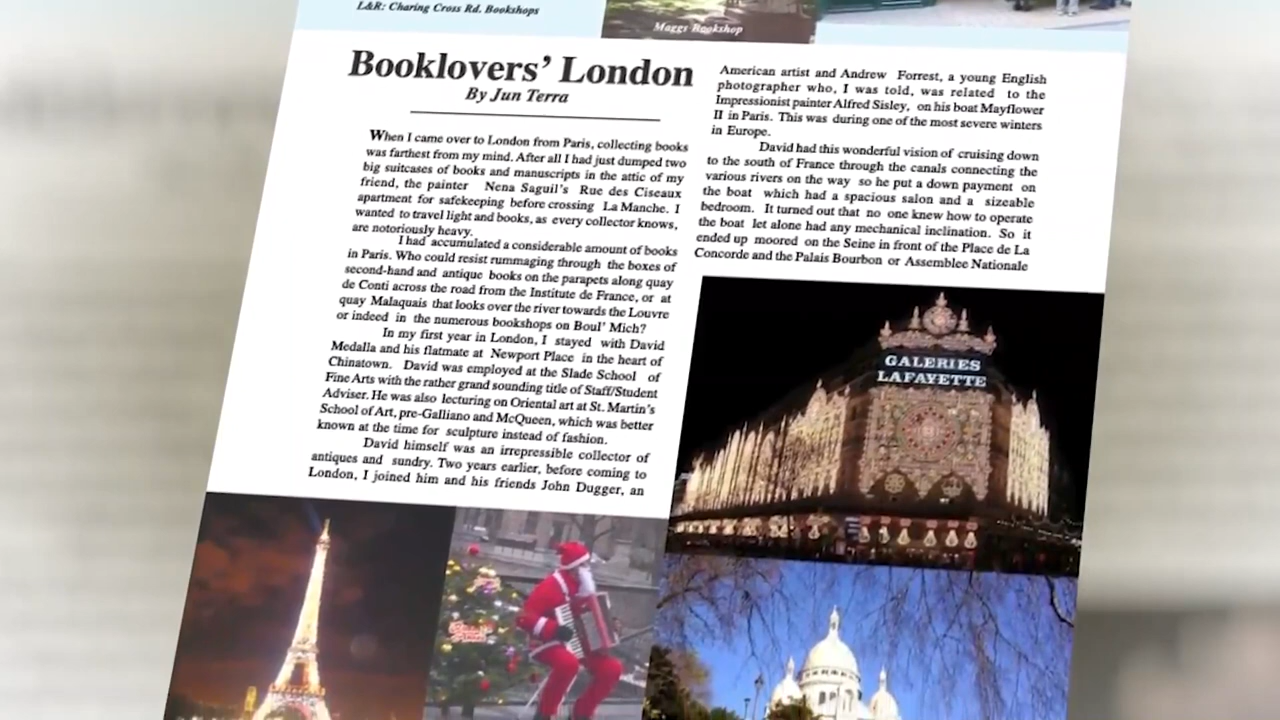 L&R: Charing Cross Rd. Bookshops
Maggs Bookshop
Booklovers' London
By Jun Terra
When I came over to London from Paris, collecting books
was farthest from my mind. After all I had just dumped two
big suitcases of books and manuscripts in the attic of my
friend, the painter Nena Saguil's Rue des Ciseaux
apartment for safekeeping before crossing La Manche. I
wanted to travel light and books, as every collector knows,
are notoriously heavy.
I had accumulated a considerable amount of books
in Paris. Who could resist rummaging through the boxes of
second-hand and antique books on the parapets along quay
de Conti across the road from the Institute de France, or at
quay Malaquais that looks over the river towards the Louvre
or indeed in the numerous bookshops on Boul' Mich?
In my first year in London, I stayed with David
Medalla and his flatmate at Newport Place in the heart of
Chinatown. David was employed at the Slade School of
Fine Arts with the rather grand sounding title of Staff/Student
Adviser. He was also lecturing on Oriental art at St. Martin's
School of Art, pre-Galliano and McQueen, which was better
known at the time for sculpture instead of fashion.
David himself was an irrepressible collector of
antiques and sundry. Two years earlier, before coming to
London, I joined him and his friends John Dugger, an
American artist and Andrew Forrest, a young English
photographer who, I was told, was related to the
Impressionist painter Alfred Sisley, on his boat Mayflower
II in Paris. This was during one of the most severe winters
in Europe.
David had this wonderful vision of cruising down
to the south of France through the canals connecting the
various rivers on the way so he put a down payment on
the boat which had a spacious salon and a sizeable
bedroom. It turned out that no one knew how to operate
the boat let alone had any mechanical inclination. So it
ended up moored on the Seine in front of the Place de La
Concorde and the Palais Bourbon or Assemblee Nationale
GALERIES
LAFAYETTE